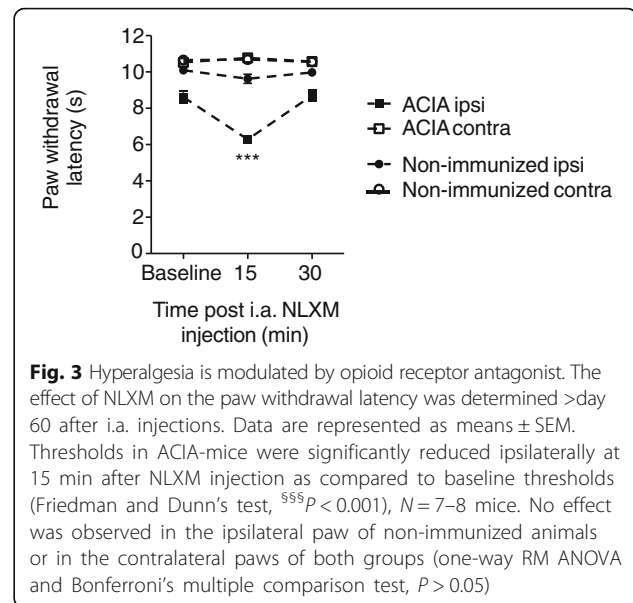 12
10
8
6
4
2
0
Paw withdrawal
latency (s)
***
Baseline 15 30
Time post i.a. NLXM
injection (min)
ACIA ipsi
ACIA contra
Non-immunized ipsi
Non-immunized contra
Fig. 3 Hyperalgesia is modulated by opioid receptor antagonist. The
effect of NLXM on the paw withdrawal latency was determined >day
60 after i.a. injections. Data are represented as means ± SEM.
Thresholds in ACIA-mice were significantly reduced ipsilaterally at
15 min after NLXM injection as compared to baseline thresholds
(Friedman and Dunn's test, §§§P < 0.001), N = 7–8 mice. No effect
was observed in the ipsilateral paw of non-immunized animals
or in the contralateral paws of both groups (one-way RM ANOVA
and Bonferroni's multiple comparison test, P > 0.05)